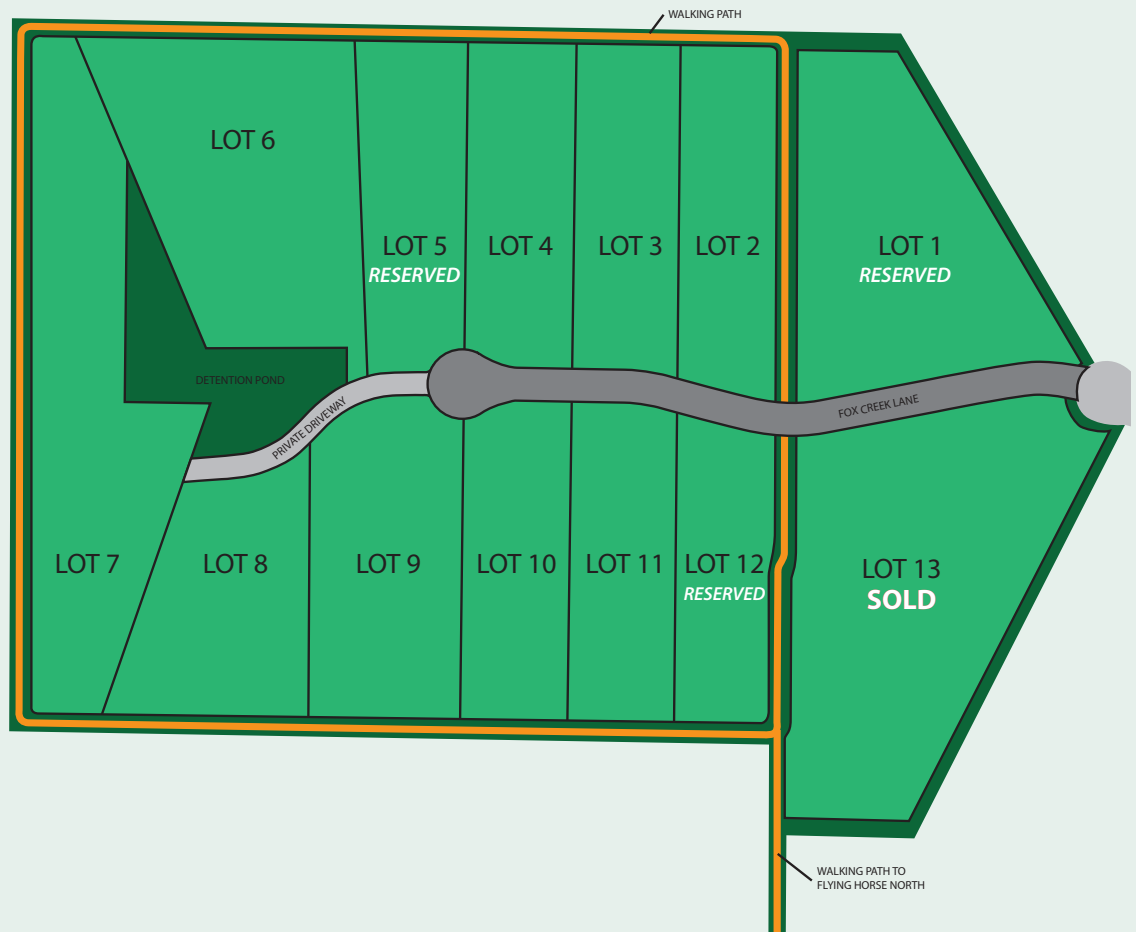 WALKING PATH
LOT 6
LOT 5
RESERVED
LOT 4
LOT 3
LOT 2
LOT 1
RESERVED
DETENTION POND
PRIVATE DRIVEWAY
FOX CREEK LANE
LOT 7
LOT 8
LOT 9
LOT 10
LOT 11
LOT 12
RESERVED
LOT 13
SOLD
WALKING PATH TO
FLYING HORSE NORTH